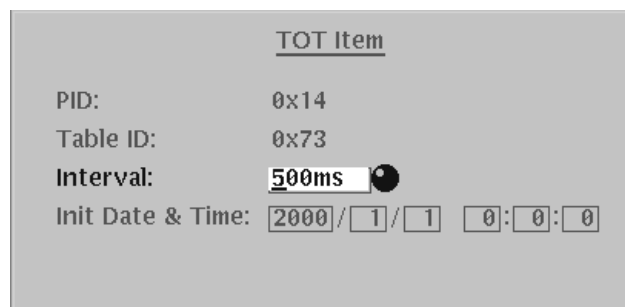 TOT Item
PID: 0x14
Table ID: 0x73
Interval: 500ms
Init Date & Time: 2000/ 1/ 1 0: 0: 0